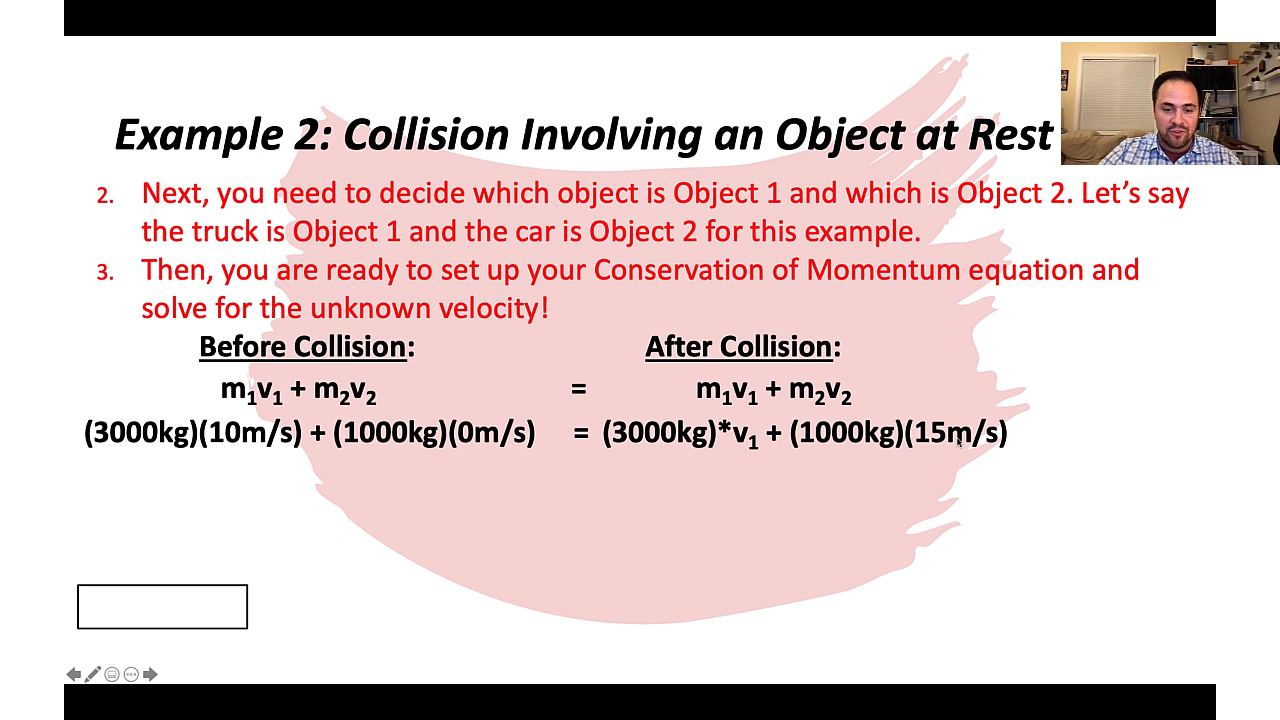 Example 2: Collision Involving an Object at Rest
2. Next, you need to decide which object is Object 1 and which is Object 2. Let’s say
the truck is Object 1 and the car is Object 2 for this example.
3. Then, you are ready to set up your Conservation of Momentum equation and
solve for the unknown velocity!
Before Collision: After Collision:
m₁v₁ + m₂v₂ = m₁v₁ + m₂v₂
(3000kg)(10m/s) + (1000kg)(0m/s) = (3000kg)*v₁ + (1000kg)(15m/s)